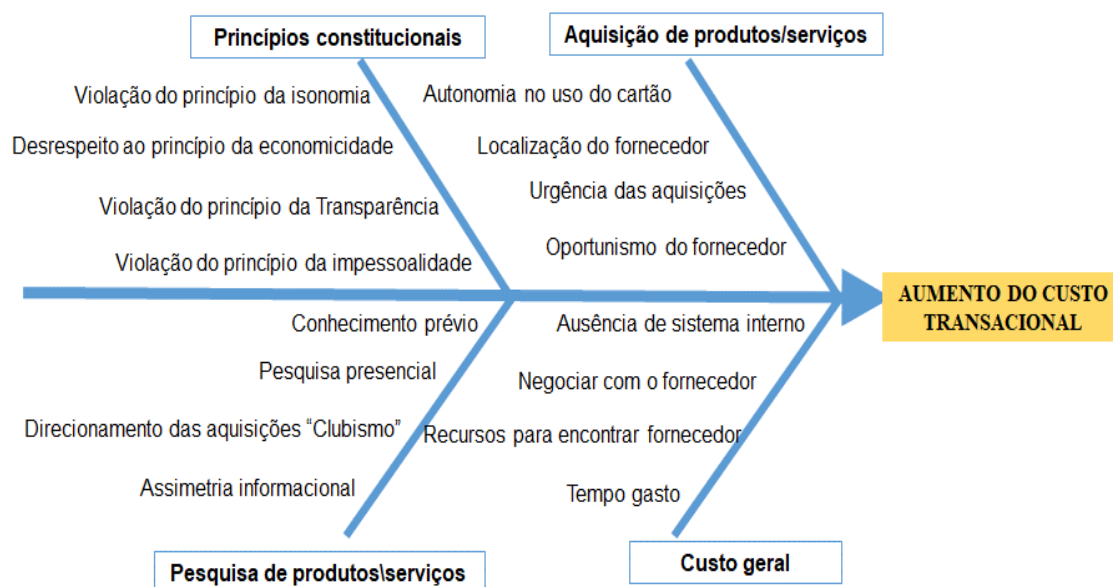 Princípios constitucionais
Violação do princípio da isonomia
Desrespeito ao princípio da economicidade
Violação do princípio da Transparência
Violação do princípio da impessoalidade
Aquisição de produtos/serviços
Autonomia no uso do cartão
Localização do fornecedor
Urgência das aquisições
Oportunismo do fornecedor
AUMENTO DO CUSTO
TRANSACIONAL
Conhecimento prévio
Pesquisa presencial
Direcionamento das aquisições “Clubismo”
Assimetria informacional
Pesquisa de produtos\serviços
Ausência de sistema interno
Negociar com o fornecedor
Recursos para encontrar fornecedor
Tempo gasto
Custo geral